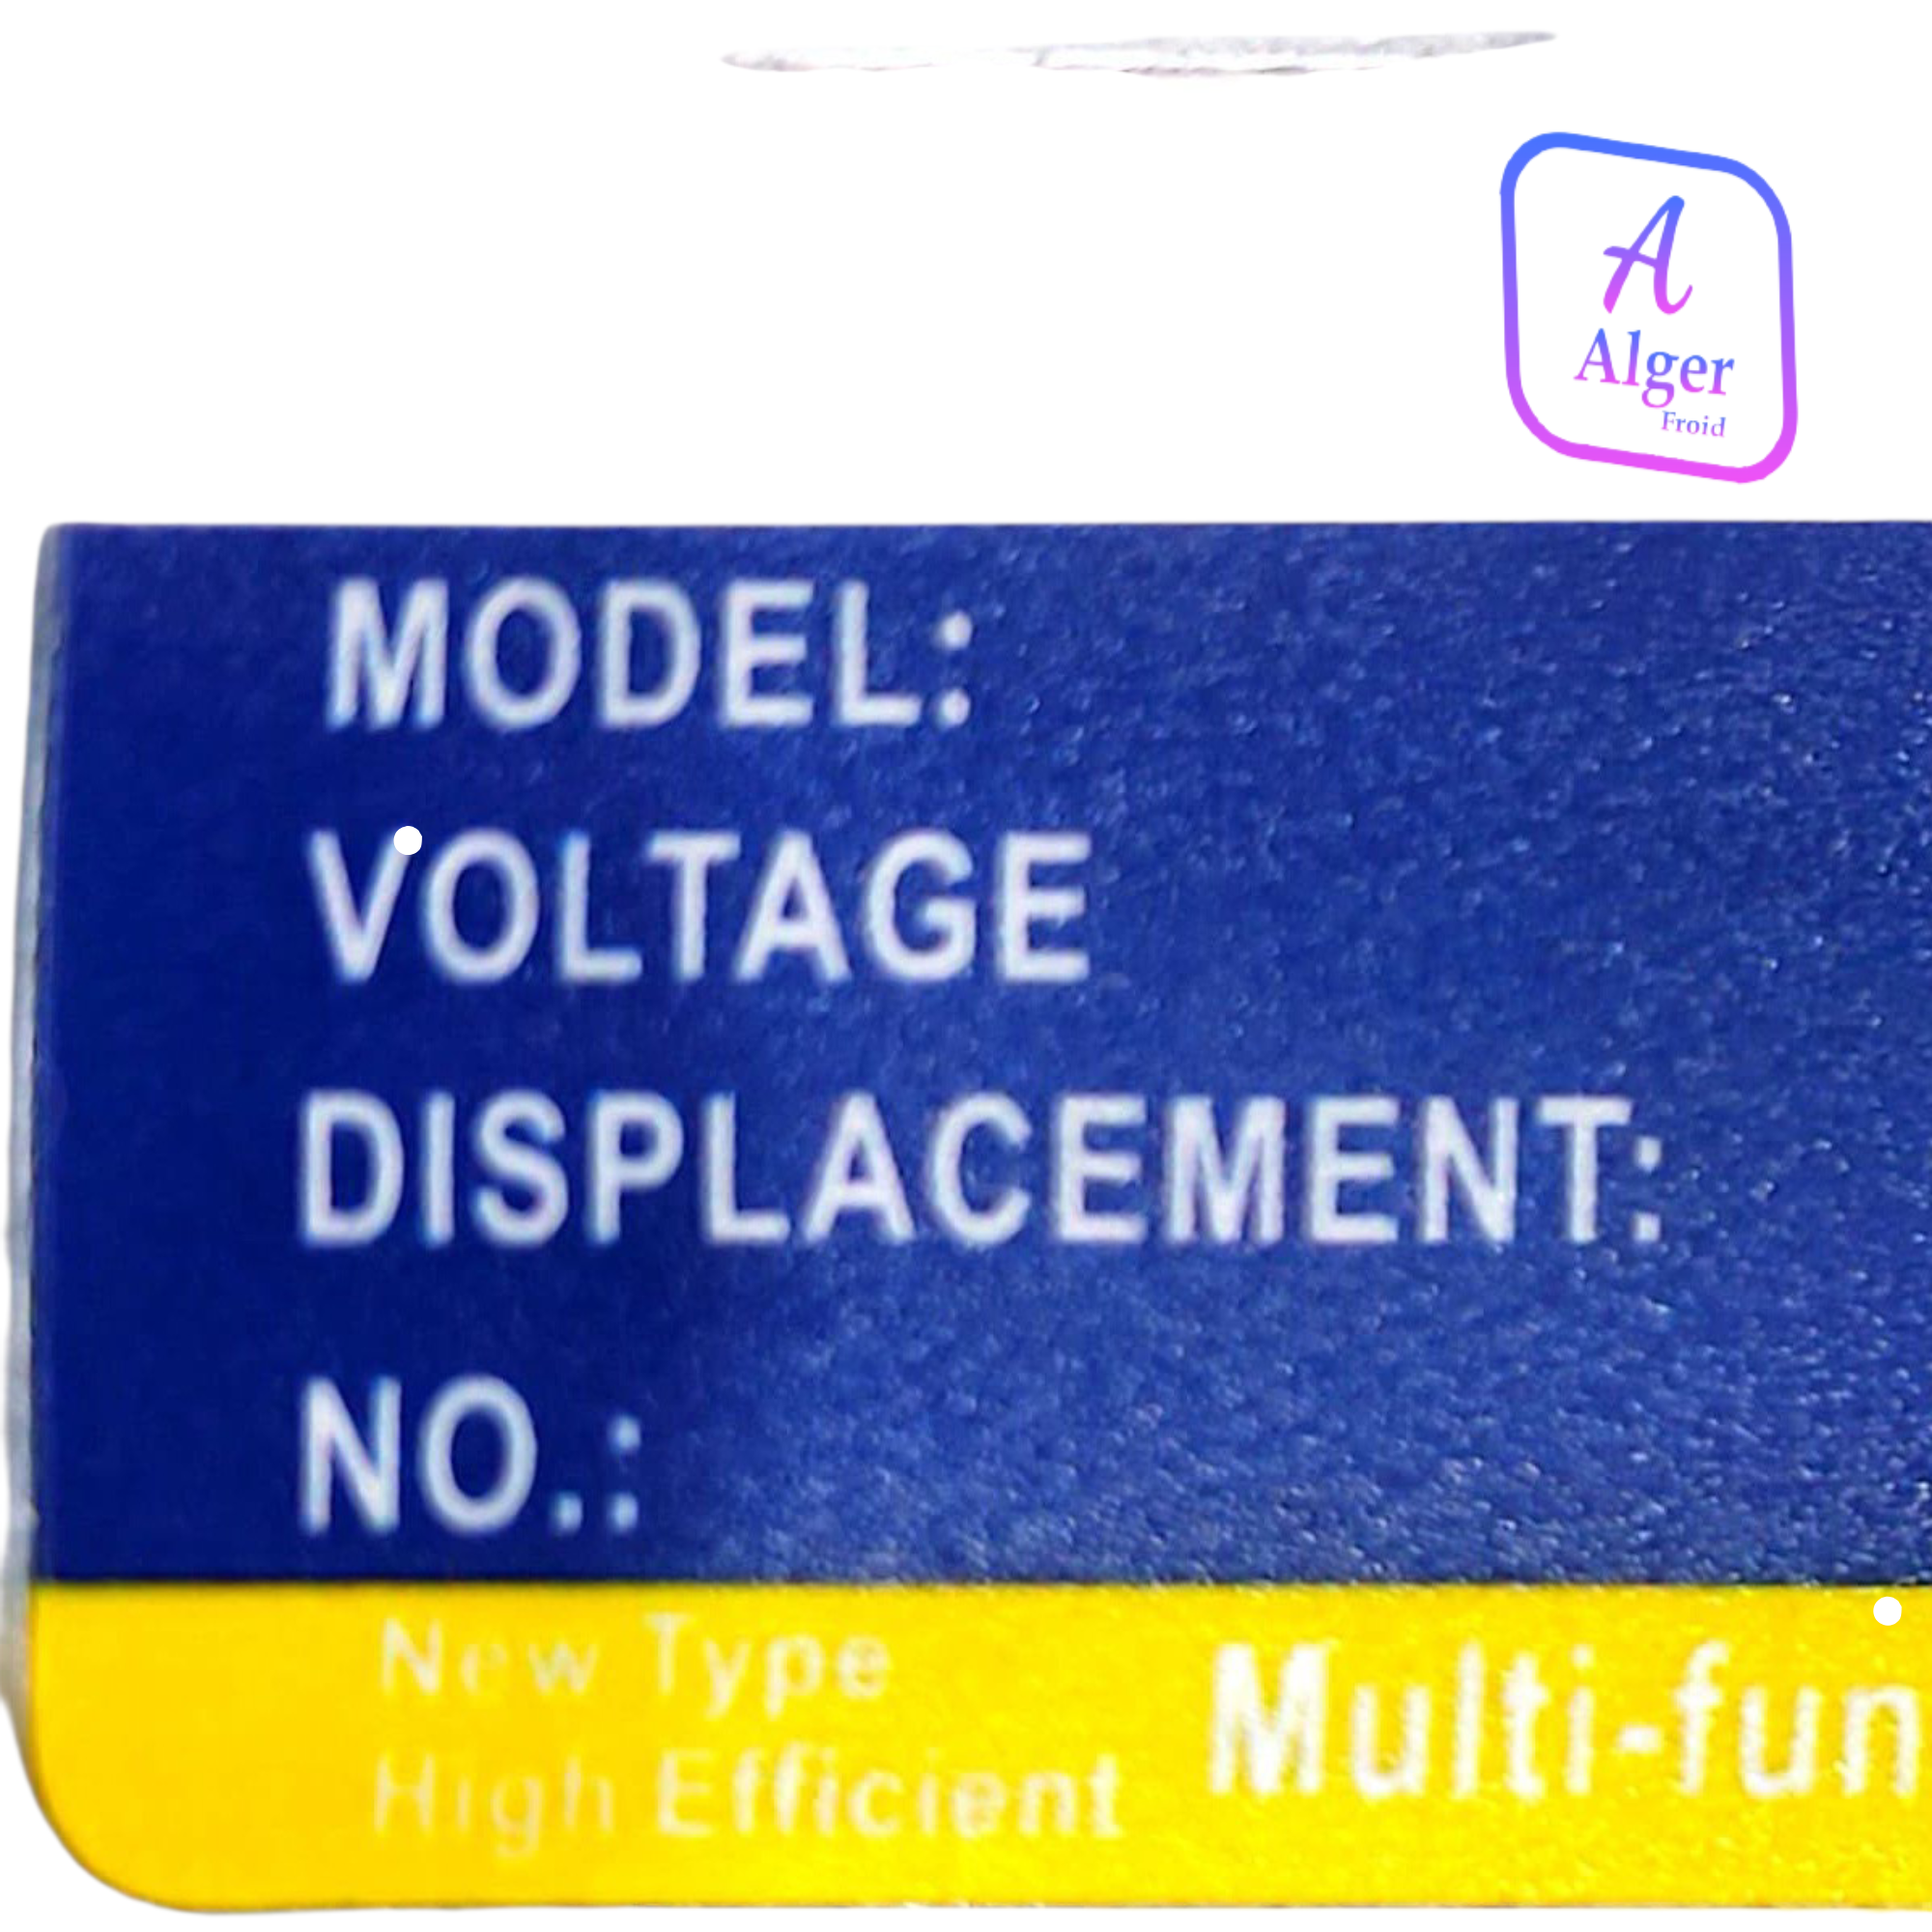 A
Alger
Froid
MODEL:
VOLTAGE
DISPLACEMENT:
NO.:
New Type
High Efficient
Multi-fun